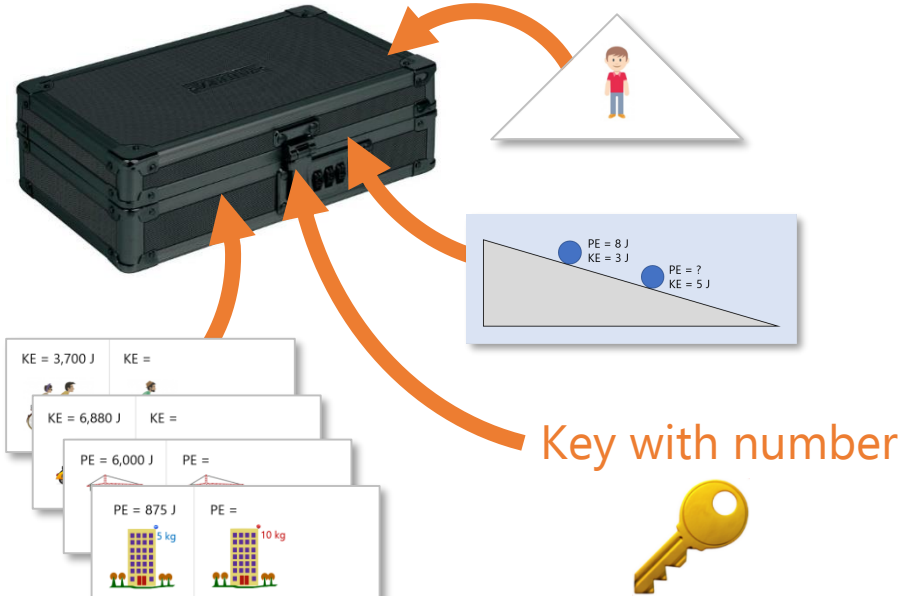 PE = 8 J
KE = 3 J
PE = ?
KE = 5 J
KE = 3,700 J
KE =
KE = 6,880 J
KE =
PE = 6,000 J
PE =
PE = 875 J
PE =
5 kg
10 kg
Key with number